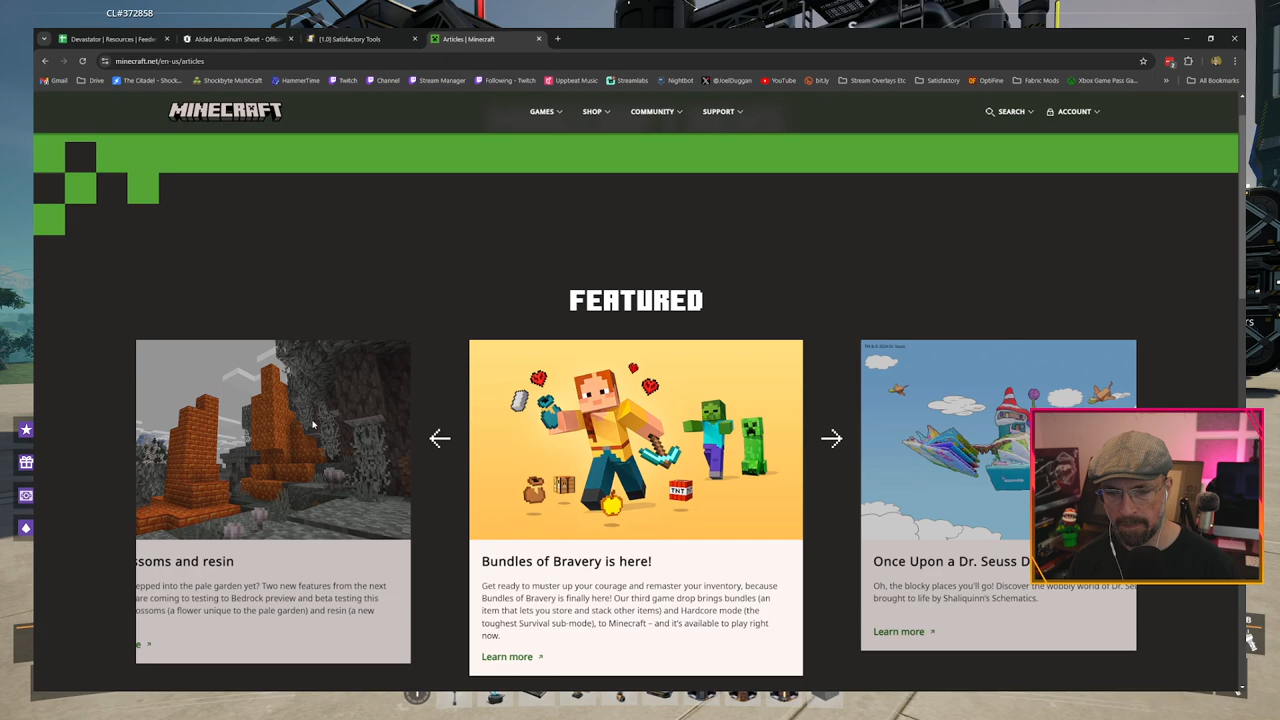 CL#372858
Devastator | Resources | Feede
Alclad Aluminum Sheet - Offici
[1.0] Satisfactory Tools
Articles | Minecraft
minecraft.net/en-us/articles
Gmail
Drive
The Citadel - Shock...
Shockbyte MultiCraft
HammerTime
Twitch
Channel
Stream Manager
Following - Twitch
Uppbeat Music
Streamlabs
Nightbot
@JoelDuggan
YouTube
bit.ly
Stream Overlays Etc
Satisfactory
OptiFine
Fabric Mods
Xbox Game Pass Ga...
All Bookmarks
MINECRAFT
GAMES
SHOP
COMMUNITY
SUPPORT
SEARCH
ACCOUNT
FEATURED
ssoms and resin
epped into the pale garden yet? Two new features from the next
are coming to testing to Bedrock preview and beta testing this
ossoms (a flower unique to the pale garden) and resin (a new
e
TNT
Bundles of Bravery is here!
Get ready to muster up your courage and remaster your inventory, because
Bundles of Bravery is finally here! Our third game drop brings bundles (an
item that lets you store and stack other items) and Hardcore mode (the
toughest Survival sub-mode), to Minecraft – and it's available to play right
now.
Learn more
Once Upon a Dr. Seuss D
Oh, the blocky places you'll go! Discover the wobbly world of Dr. Se
brought to life by Shaliquinn's Schematics.
Learn more